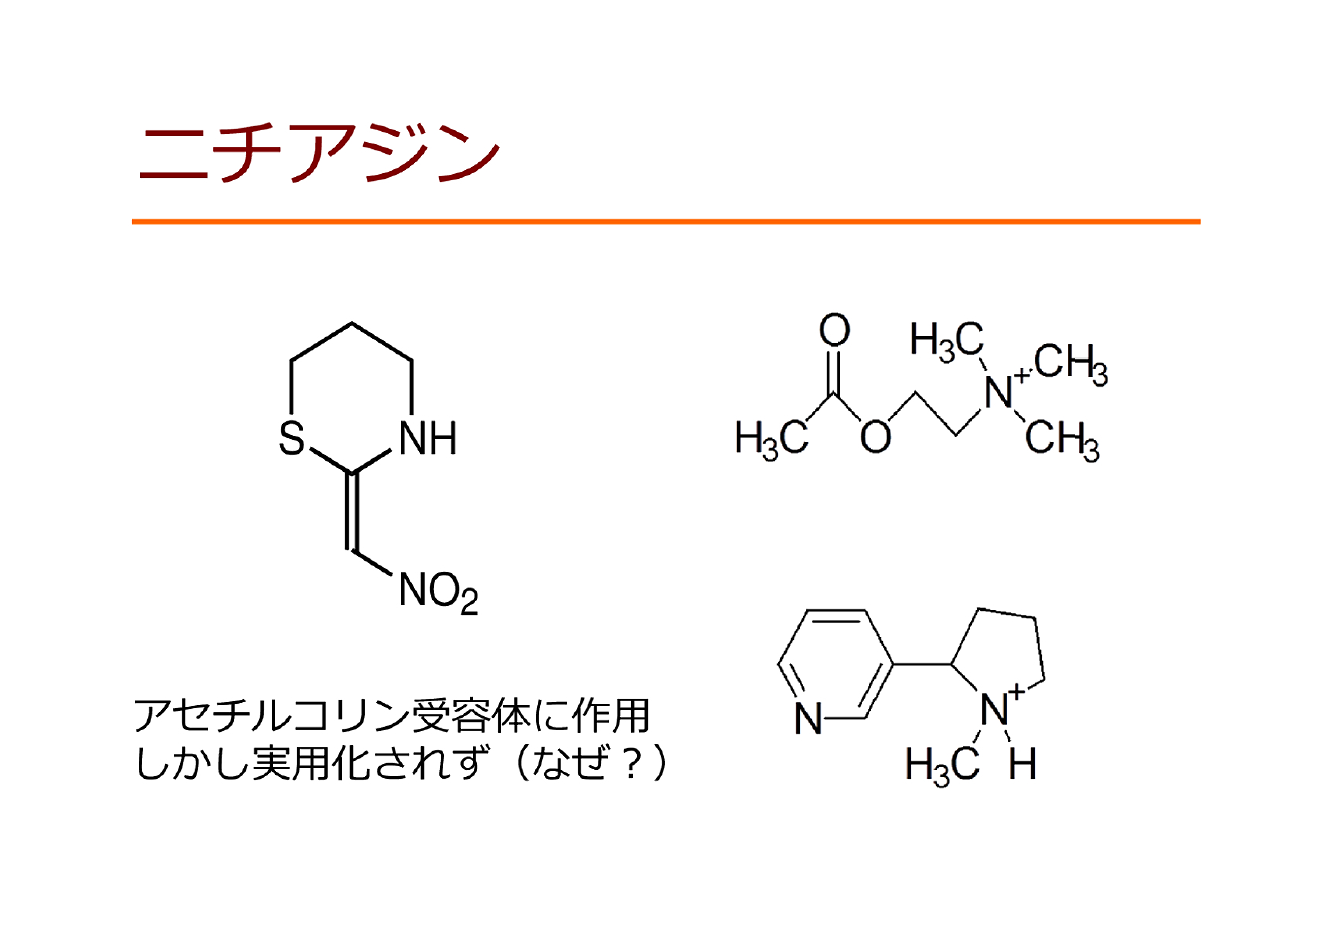 ニチアジン
S
NH
NO2
O
H3C
O
H3C
N+
CH3
CH3
N
N+
H3C
H
アセチルコリン受容体に作用
しかし実用化されず（なぜ？）